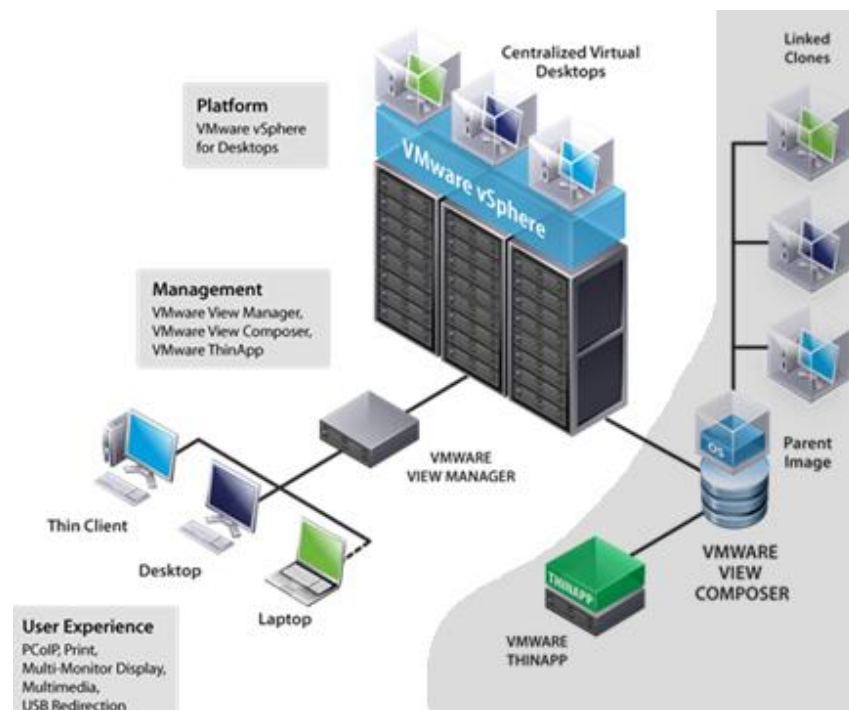 Centralized Virtual
Desktops
Linked
Clones
Platform
VMware vSphere
for Desktops
VMware vSphere
Management
VMware View Manager,
VMware View Composer,
VMware ThinApp
OS
Parent
Image
VMWARE
VIEW MANAGER
Thin Client
Desktop
Laptop
VMWARE
VIEW
COMPOSER
THINAPP
VMWARE
THINAPP
User Experience
PCoIP, Print,
Multi-Monitor Display,
Multimedia,
USB Redirection